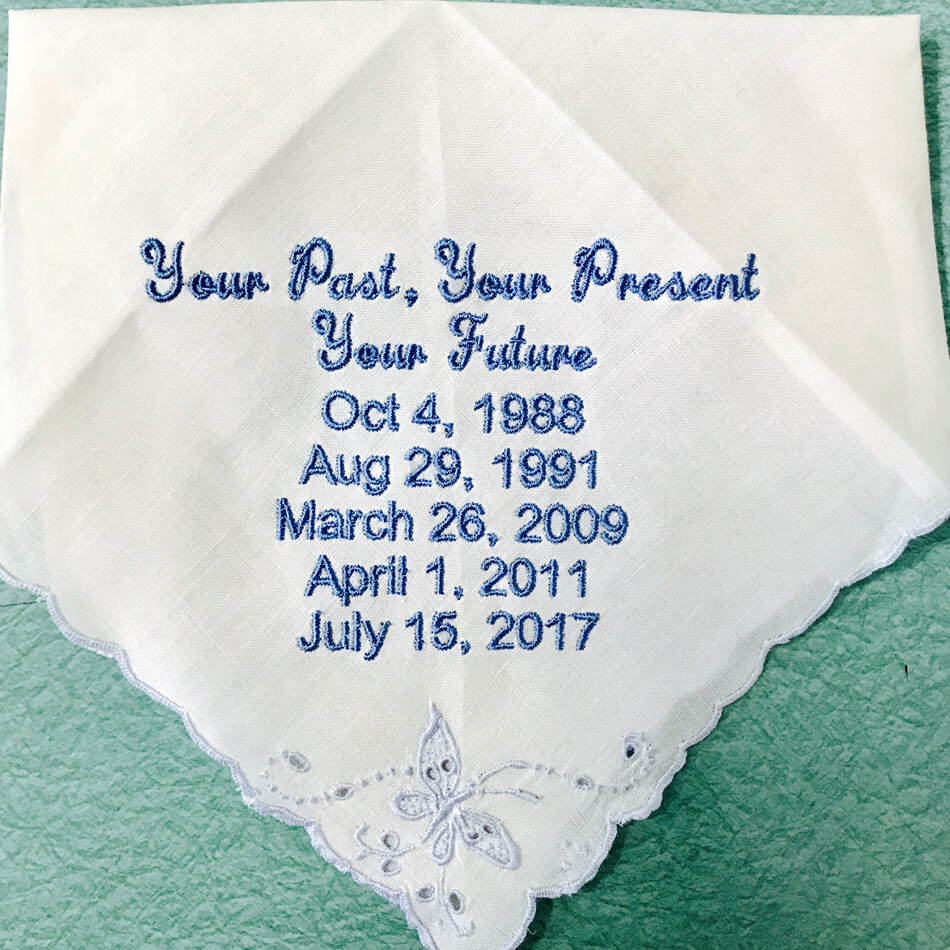 Your Past, Your Present
Your Future
Oct 4, 1988
Aug 29, 1991
March 26, 2009
April 1, 2011
July 15, 2017